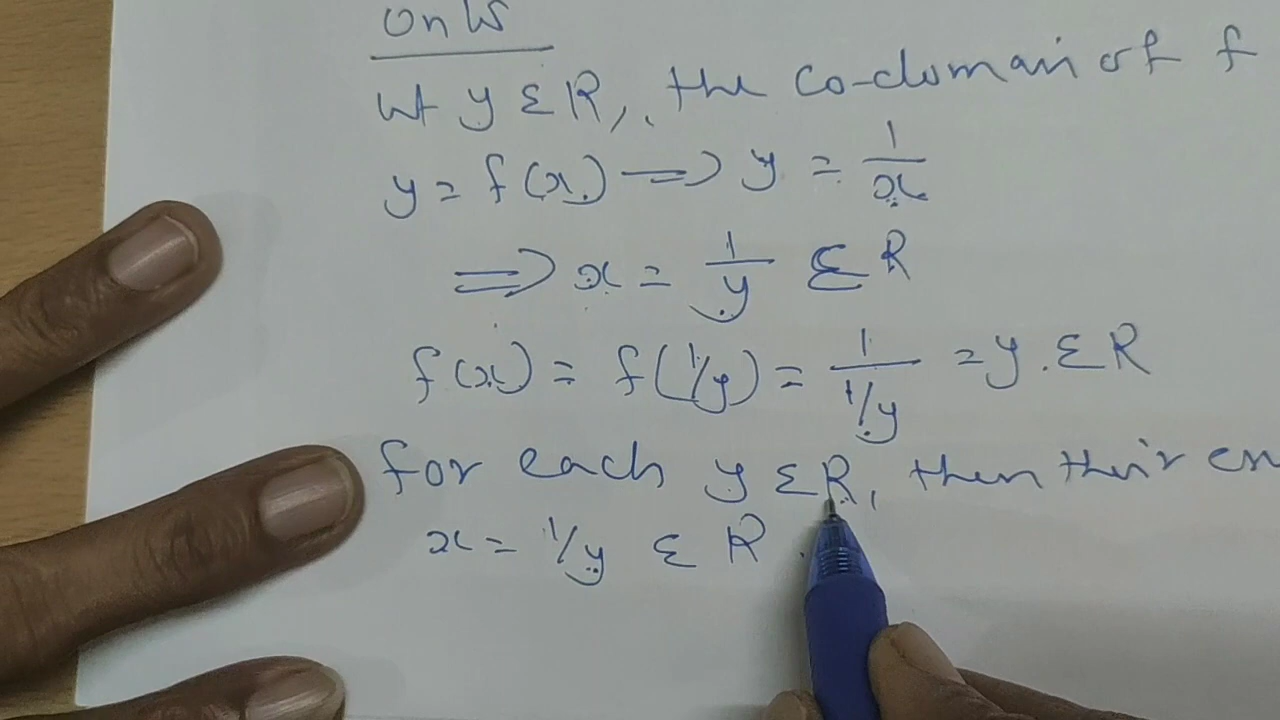 onto
let y ∈ R, the co-domain of f
y = f(x) ⟹ y = 1/x
⟹ x = 1/y ∈ R
f(x) = f(1/y) = 1/(1/y) = y. ∈ R
for each y ∈ R, then their
x = 1/y ∈ R